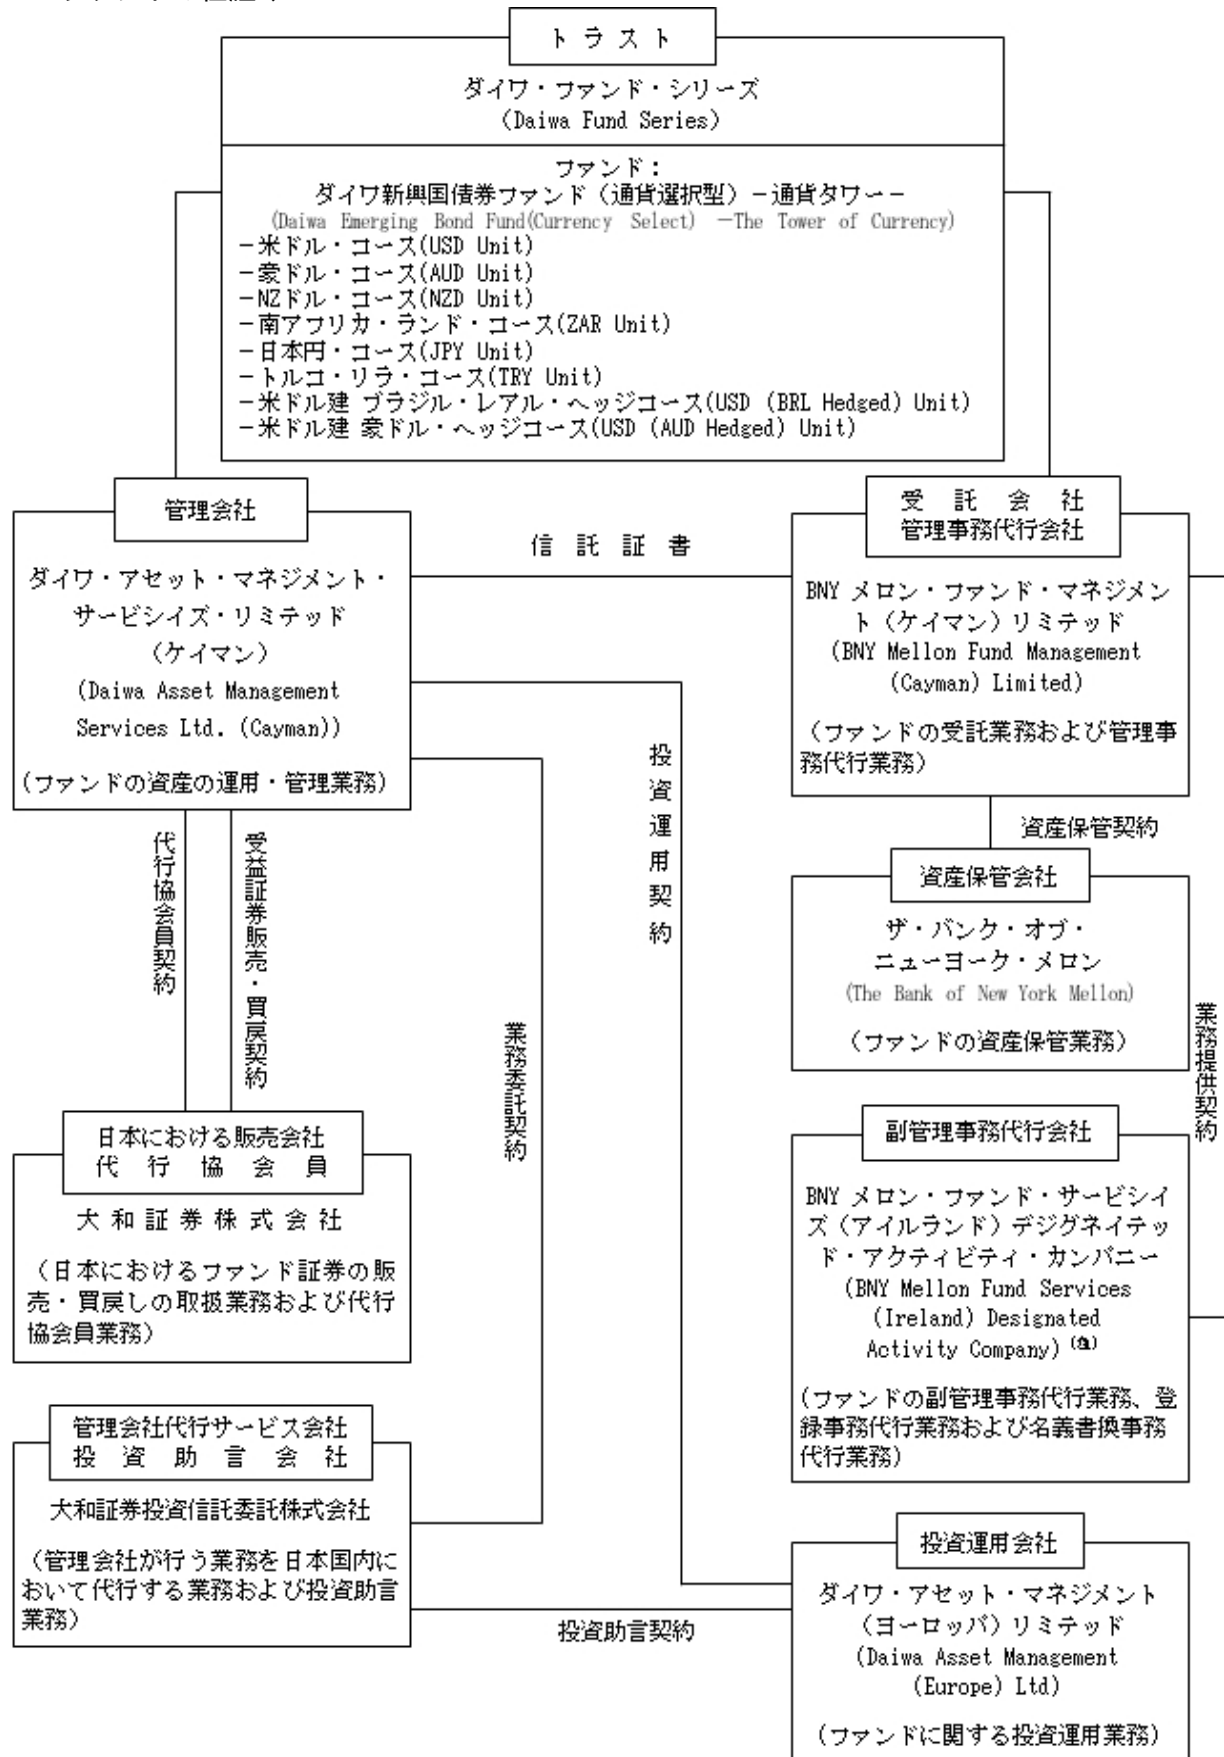 トラスト
ダイワ・ファンド・シリーズ
(Daiwa Fund Series)
ファンド：
ダイワ新興国債券ファンド（通貨選択型）－通貨タワー－
(Daiwa Emerging Bond Fund(Currency Select) －The Tower of Currency)
－米ドル・コース(USD Unit)
－豪ドル・コース(AUD Unit)
－NZドル・コース(NZD Unit)
－南アフリカ・ランド・コース(ZAR Unit)
－日本円・コース(JPY Unit)
－トルコ・リラ・コース(TRY Unit)
－米ドル建 ブラジル・レアル・ヘッジコース(USD (BRL Hedged) Unit)
－米ドル建 豪ドル・ヘッジコース(USD (AUD Hedged) Unit)
管理会社
ダイワ・アセット・マネジメント・
サービシイズ・リミテッド
（ケイマン）
(Daiwa Asset Management
Services Ltd. (Cayman))
（ファンドの資産の運用・管理業務）
信託証書
受託会社
管理事務代行会社
BNY メロン・ファンド・マネジメン
ト（ケイマン）リミテッド
(BNY Mellon Fund Management
(Cayman) Limited)
（ファンドの受託業務および管理事
務代行業務）
投資運用契約
資産保管契約
代行協会員契約
受益証券販売・買戻契約
資産保管会社
ザ・バンク・オブ・
ニューヨーク・メロン
(The Bank of New York Mellon)
（ファンドの資産保管業務）
業務委託契約
業務提供契約
日本における販売会社
代行協会員
大和証券株式会社
（日本におけるファンド証券の販
売・買戻しの取扱業務および代行
協会員業務）
副管理事務代行会社
BNY メロン・ファンド・サービシイ
ズ（アイルランド）デジグネイテッ
ド・アクティビティ・カンパニー
(BNY Mellon Fund Services
(Ireland) Designated
Activity Company)(注)
（ファンドの副管理事務代行業務、登
録事務代行業務および名義書換事務
代行業務）
管理会社代行サービス会社
投資助言会社
大和証券投資信託委託株式会社
（管理会社が行う業務を日本国内に
おいて代行する業務および投資助言
業務）
投資助言契約
投資運用会社
ダイワ・アセット・マネジメント
（ヨーロッパ）リミテッド
(Daiwa Asset Management
(Europe) Ltd)
（ファンドに関する投資運用業務）